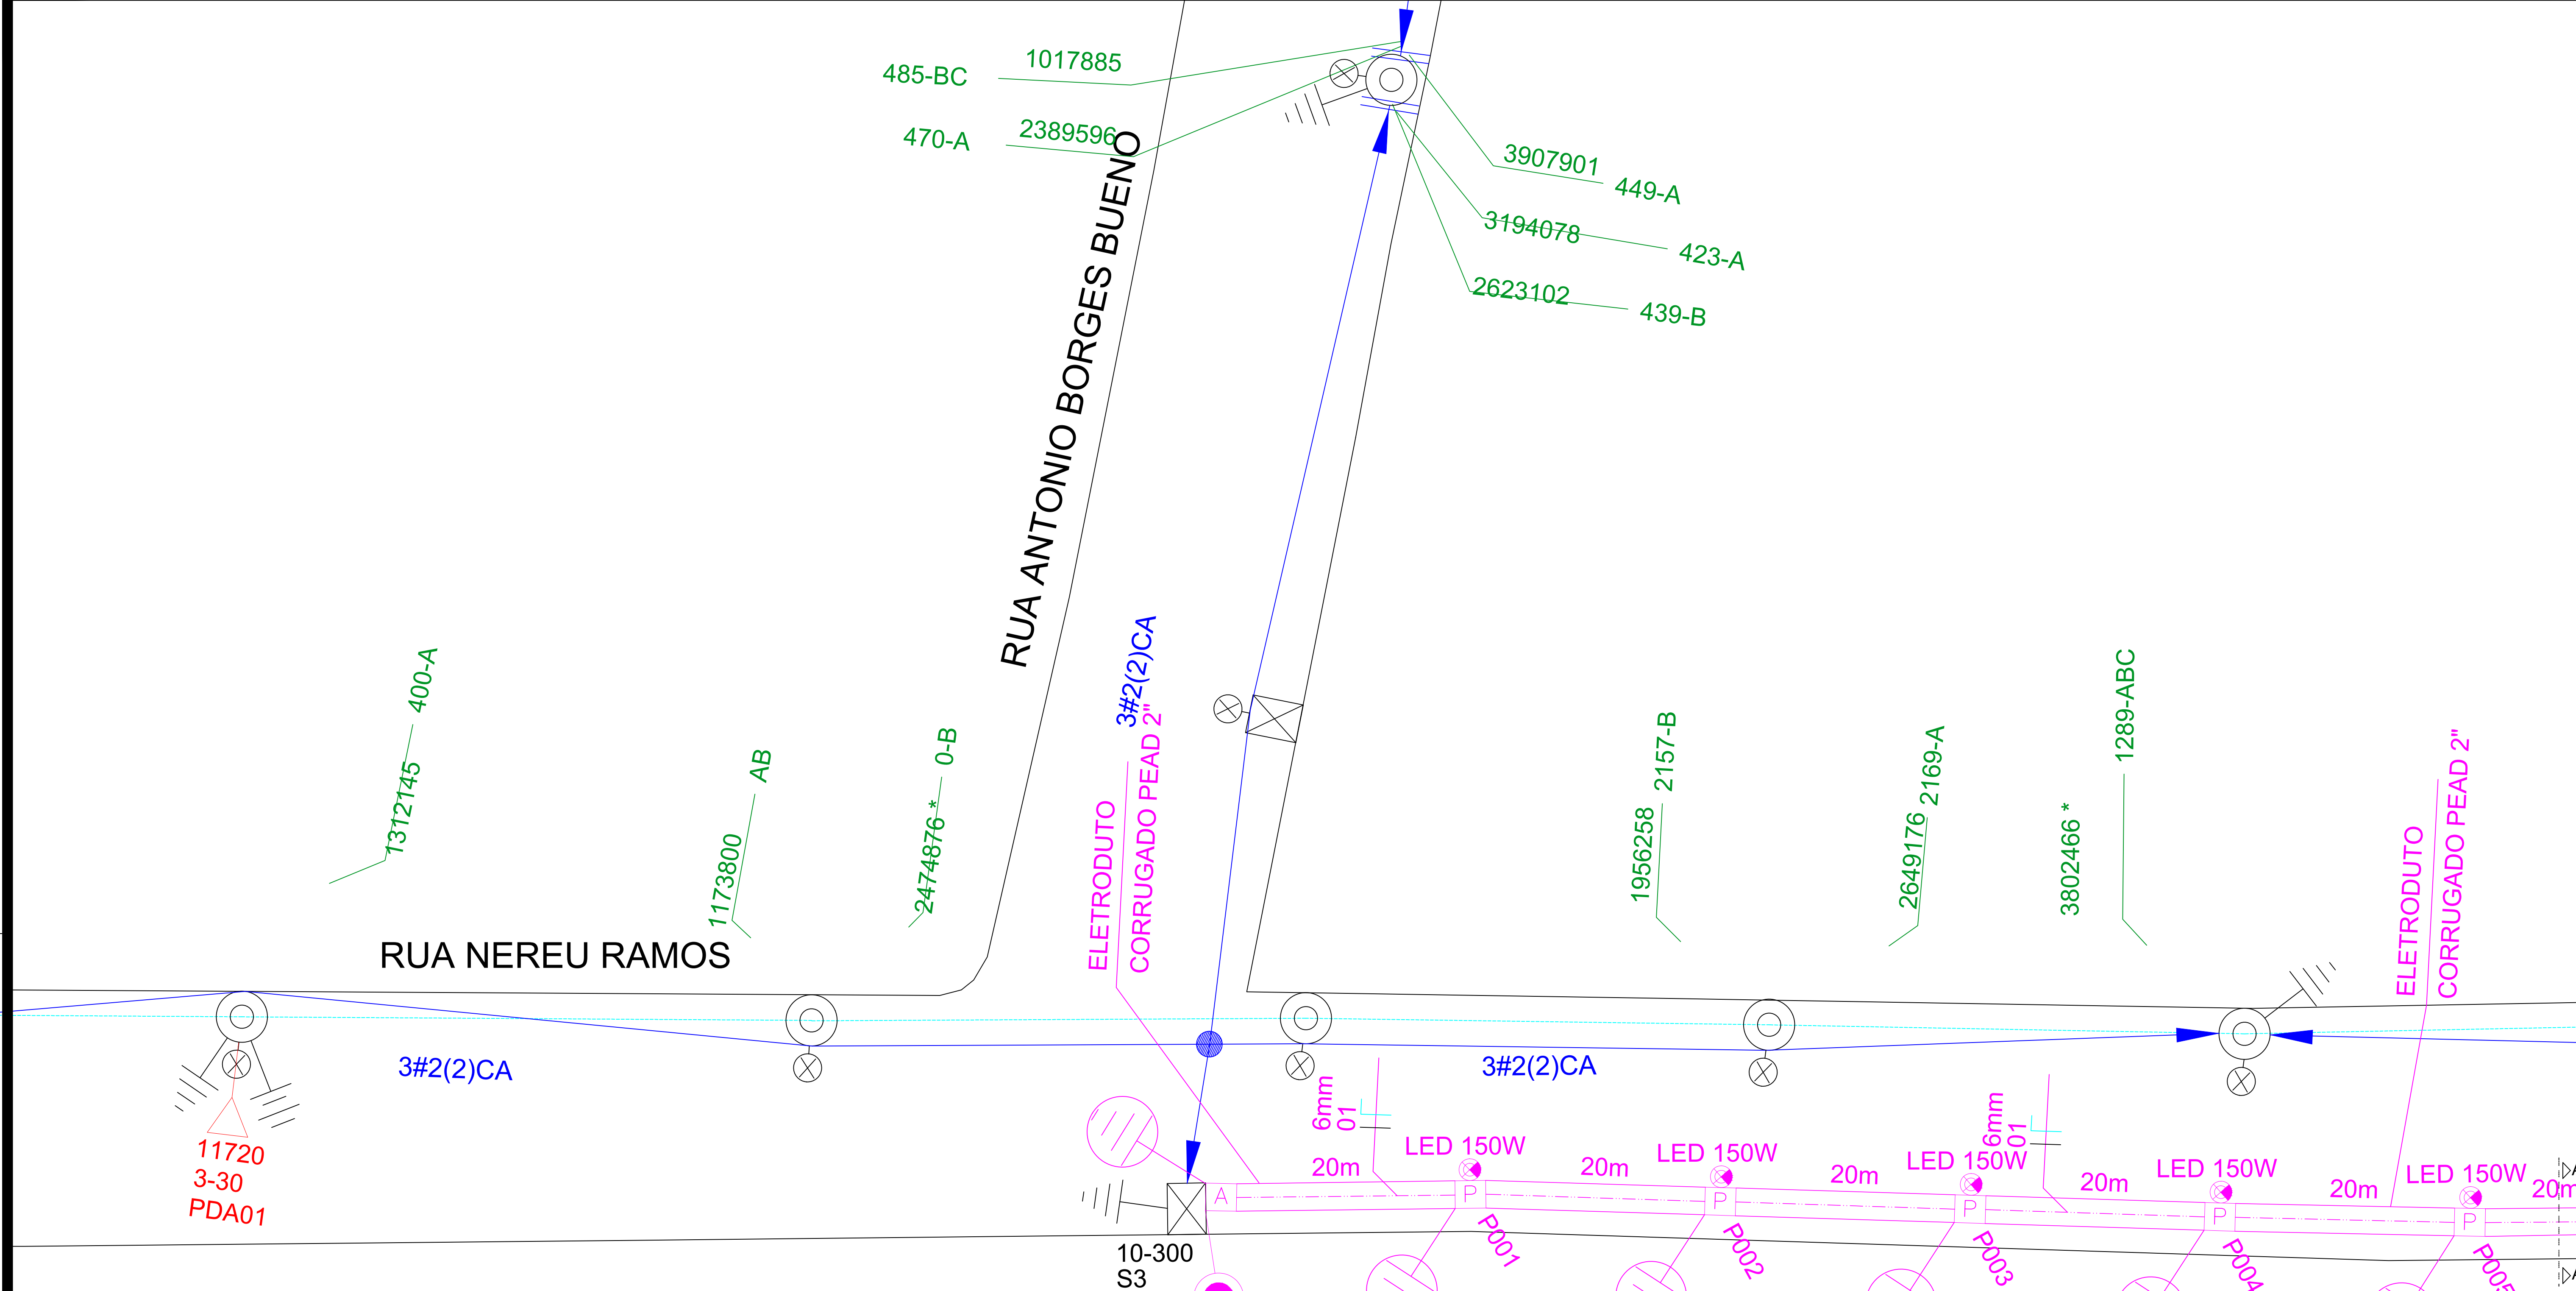 485-BC
1017885
470-A
2389596
3907901
449-A
3194078
423-A
2623102
439-B
RUA ANTONIO BORGES BUENO
3#2(2)CA
ELETRODUTO
CORRUGADO PEAD 2"
400-A
1312145
AB
1173800
0-B
2474876 *
2157-B
1956258
2169-A
2649176
1289-ABC
3802466 *
ELETRODUTO
CORRUGADO PEAD 2"
RUA NEREU RAMOS
3#2(2)CA
3#2(2)CA
11720
3-30
PDA01
6mm
01
6mm
01
LED 150W
LED 150W
LED 150W
LED 150W
LED 150W
20m
20m
20m
20m
20m
20m
A
P
P
P
P
P
P001
P002
P003
P004
P005
10-300
S3